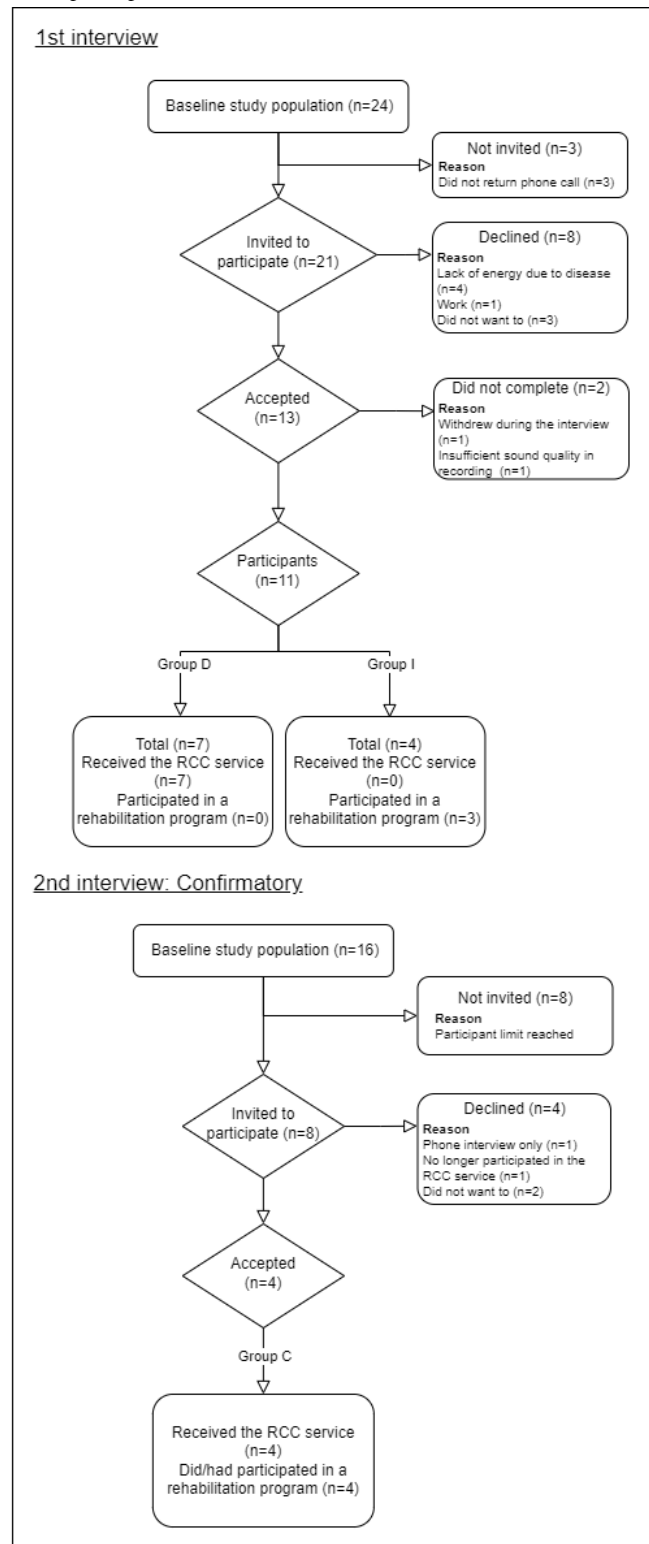 1st interview
Baseline study population (n=24)
Not invited (n=3)
Reason
Did not return phone call (n=3)
Invited to
participate (n=21)
Declined (n=8)
Reason
Lack of energy due to disease
(n=4)
Work (n=1)
Did not want to (n=3)
Accepted
(n=13)
Did not complete (n=2)
Reason
Withdrew during the interview
(n=1)
Insufficient sound quality in
recording (n=1)
Participants
(n=11)
Group D
Group I
Total (n=7)
Received the RCC service
(n=7)
Participated in a
rehabilitation program (n=0)
Total (n=4)
Received the RCC service
(n=0)
Participated in a
rehabilitation program (n=3)
2nd interview: Confirmatory
Baseline study population (n=16)
Not invited (n=8)
Reason
Participant limit reached
Invited to
participate (n=8)
Declined (n=4)
Reason
Phone interview only (n=1)
No longer participated in the
RCC service (n=1)
Did not want to (n=2)
Accepted
(n=4)
Group C
Received the RCC service
(n=4)
Did/had participated in a
rehabilitation program (n=4)